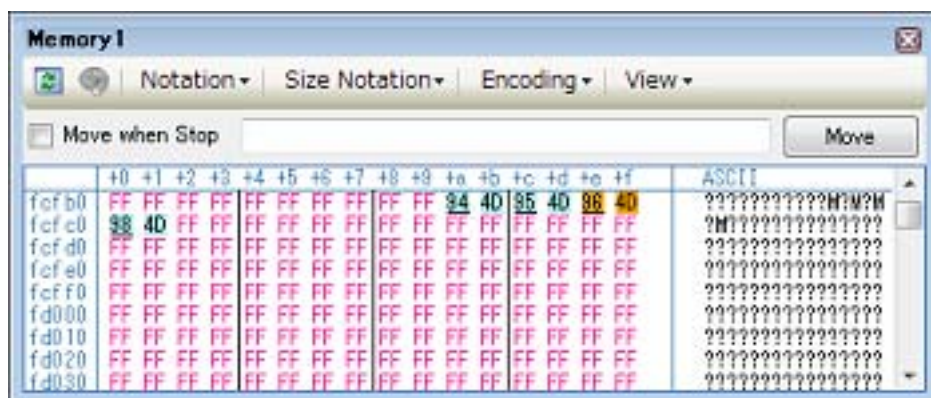 Memory1
Notation Size Notation Encoding View
Move when Stop Move
+0 +1 +2 +3 +4 +5 +6 +7 +8 +9 +a +b +c +d +e +f ASCII
fcfb0 FF FF FF FF FF FF FF FF FF FF 94 4D 95 4D 96 4D ???????????M?M?M
fcfc0 98 4D FF FF FF FF FF FF FF FF FF FF FF FF FF FF ?M??????????????
fcfd0 FF FF FF FF FF FF FF FF FF FF FF FF FF FF FF FF ????????????????
fcfe0 FF FF FF FF FF FF FF FF FF FF FF FF FF FF FF FF ????????????????
fcff0 FF FF FF FF FF FF FF FF FF FF FF FF FF FF FF FF ????????????????
fd000 FF FF FF FF FF FF FF FF FF FF FF FF FF FF FF FF ????????????????
fd010 FF FF FF FF FF FF FF FF FF FF FF FF FF FF FF FF ????????????????
fd020 FF FF FF FF FF FF FF FF FF FF FF FF FF FF FF FF ????????????????
fd030 FF FF FF FF FF FF FF FF FF FF FF FF FF FF FF FF ????????????????